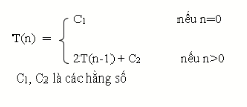 C₁ nếu n=0
T(n) =
2T(n-1) + C₂ nếu n>0
C₁, C₂ là các hằng số